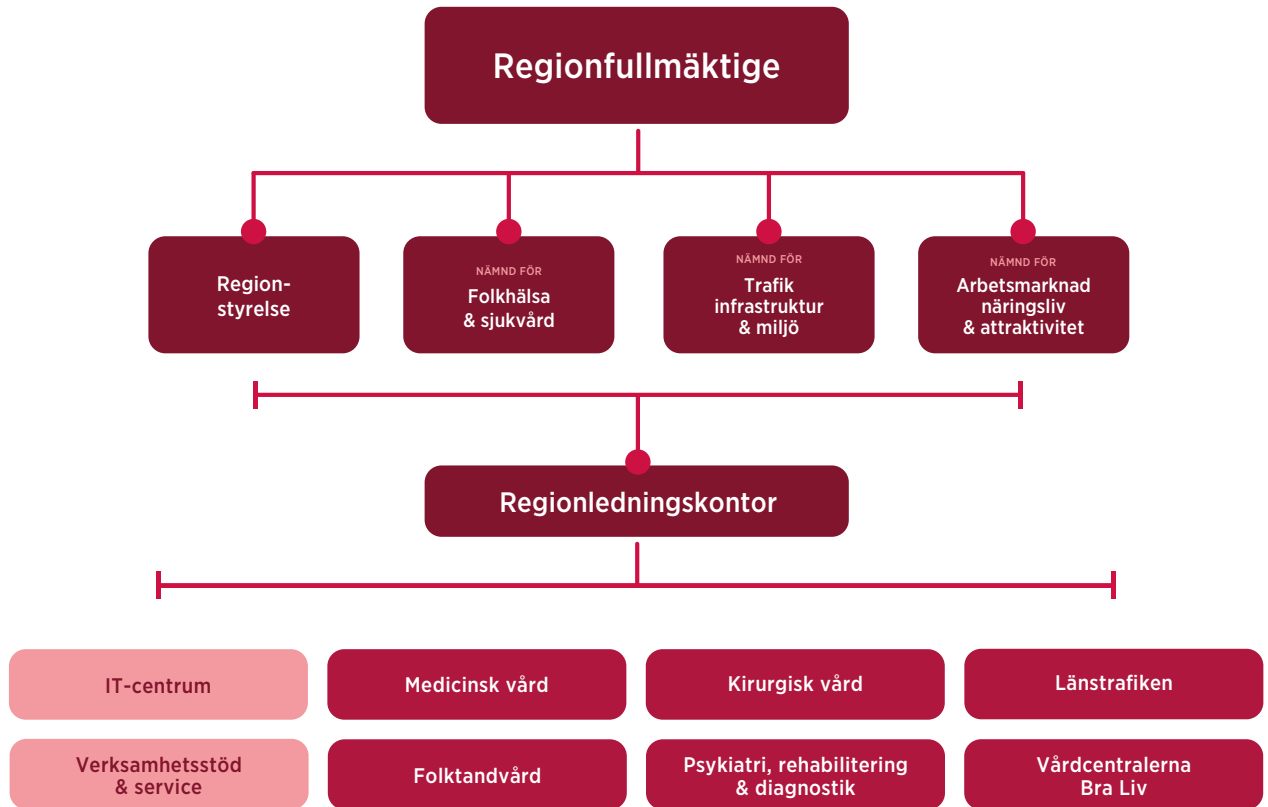 Regionfullmäktige
Region-
styrelse
NÄMND FÖR
Folkhälsa
& sjukvård
NÄMND FÖR
Trafik
infrastruktur
& miljö
NÄMND FÖR
Arbetsmarknad
näringsliv
& attraktivitet
Regionledningskontor
IT-centrum
Medicinsk vård
Kirurgisk vård
Länstrafiken
Verksamhetsstöd
& service
Folktandvård
Psykiatri, rehabilitering
& diagnostik
Vårdcentralerna
Bra Liv